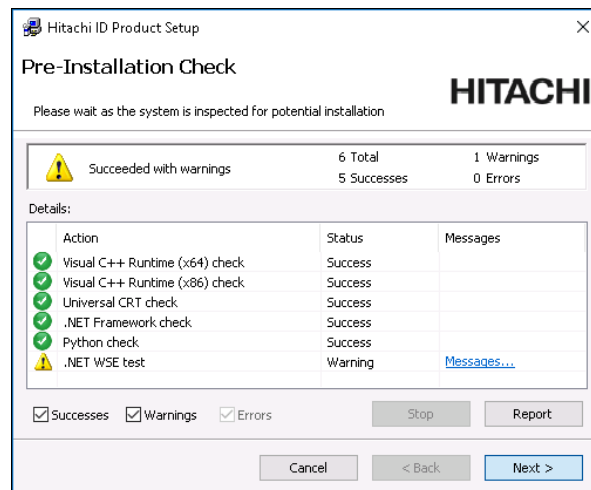 Hitachi ID Product Setup
Pre-Installation Check
HITACHI
Please wait as the system is inspected for potential installation
Succeeded with warnings
6 Total 1 Warnings
5 Successes 0 Errors
Details:
Action Status Messages
Visual C++ Runtime (x64) check Success
Visual C++ Runtime (x86) check Success
Universal CRT check Success
.NET Framework check Success
Python check Success
.NET WSE test Warning Messages...
Successes Warnings Errors Stop Report
Cancel < Back Next >